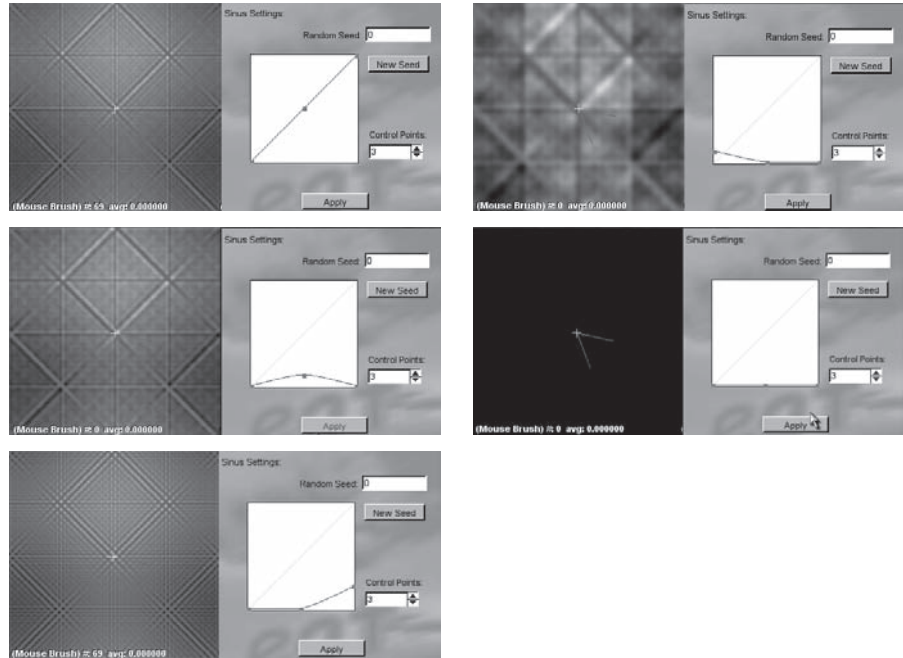 Sinus Settings:
Random Seed: 0
New Seed
Control Points:
3
Apply
(Mouse Brush) #: 69 avg: 0.000000
Sinus Settings:
Random Seed: 0
New Seed
Control Points:
3
Apply
(Mouse Brush) #: 0 avg: 0.000000
Sinus Settings:
Random Seed: 0
New Seed
Control Points:
3
Apply
(Mouse Brush) #: 0 avg: 0.000000
Sinus Settings:
Random Seed: 0
New Seed
Control Points:
3
Apply
(Mouse Brush) #: 0 avg: 0.000000
Sinus Settings:
Random Seed: 0
New Seed
Control Points:
3
Apply
(Mouse Brush) #: 69 avg: 0.000000